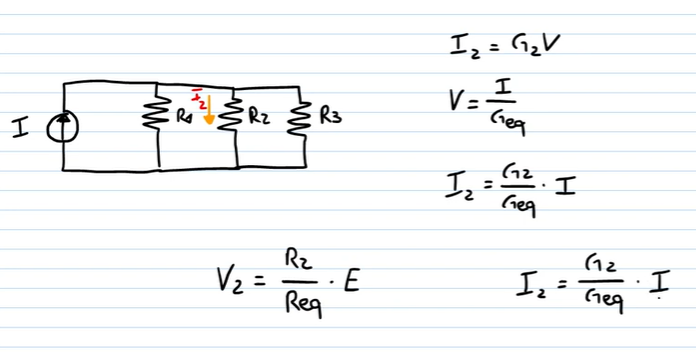 I₂ = G₂V
I
I₂
R1
R2
R3
V = I / Geq
I₂ = G2 / Geq · I
V₂ = R2 / Req · E
I₂ = G2 / Geq · I